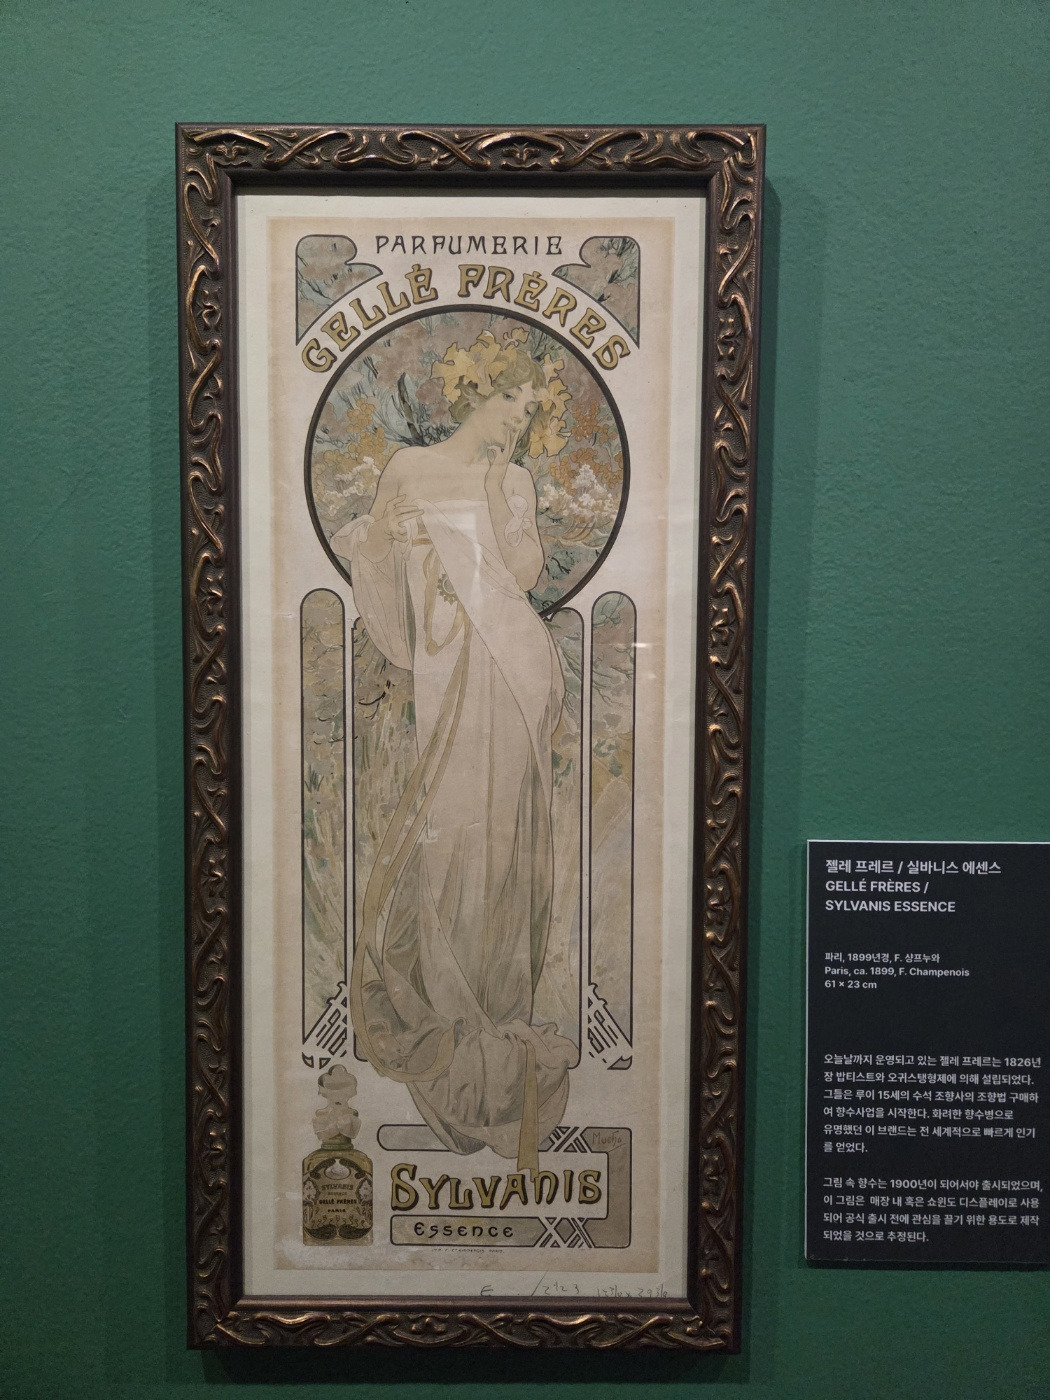 PARFUMERIE
GELLÉ FRÈRES
Mucha
SYLVANIS
GELLÉ FRÈRES
PARIS
SYLVANIS
Essence
젤레 프레르 / 실바니스 에센스
GELLÉ FRÈRES /
SYLVANIS ESSENCE
파리, 1899년경, F. 샹프누와
Paris, ca. 1899, F. Champenois
61 × 23 cm
오늘날까지 운영되고 있는 젤레 프레르는 1826년
장 밥티스트와 오귀스탱형제에 의해 설립되었다.
그들은 루이 15세의 수석 조향사의 조향법 구매하
여 향수사업을 시작한다. 화려한 향수병으로
유명했던 이 브랜드는 전 세계적으로 빠르게 인기
를 얻었다.
그림 속 향수는 1900년이 되어서야 출시되었으며,
이 그림은 매장 내 혹은 쇼윈도 디스플레이로 사용
되어 공식 출시 전에 관심을 끌기 위한 용도로 제작
되었을 것으로 추정된다.